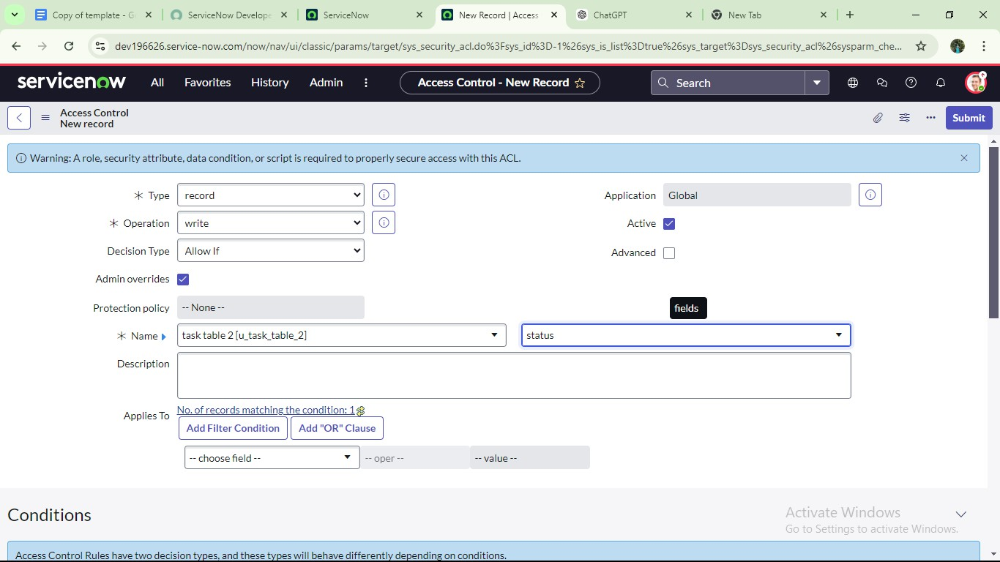 Copy of template - G
ServiceNow Develope
ServiceNow
New Record | Access
ChatGPT
New Tab
dev196626.service-now.com/now/nav/ui/classic/params/target/sys_security_acl.do%3Fsys_id%3D-1%26sys_is_list%3Dtrue%26sys_target%3Dsys_security_acl%26sysparm_che...
servicenow
All
Favorites
History
Admin
Access Control - New Record
Search
Access Control
New record
Submit
Warning: A role, security attribute, data condition, or script is required to properly secure access with this ACL.
Type
record
Application
Global
Operation
write
Active
Decision Type
Allow If
Advanced
Admin overrides
Protection policy
-- None --
fields
Name
task table 2 [u_task_table_2]
status
Description
Applies To
No. of records matching the condition: 1
Add Filter Condition
Add "OR" Clause
-- choose field --
-- oper --
-- value --
Conditions
Activate Windows
Go to Settings to activate Windows.
Access Control Rules have two decision types, and these types will behave differently depending on conditions.